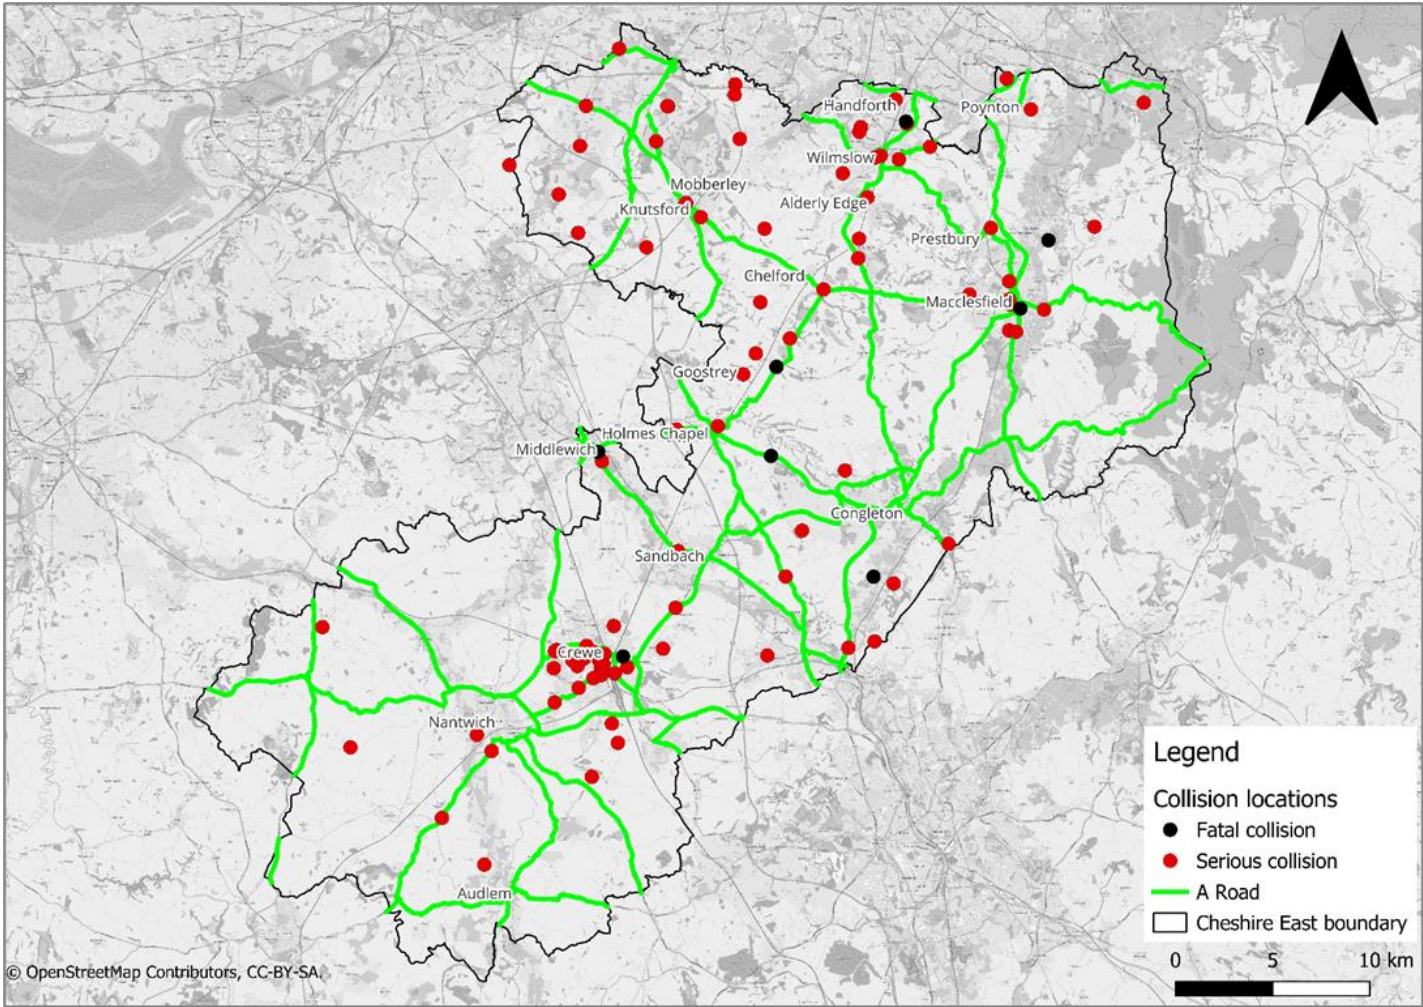 Handforth
Poynton
Wilmslow
Mobberley
Alderly Edge
Knutsford
Prestbury
Chelford
Macclesfield
Goostrey
Holmes Chapel
Middlewich
Congleton
Sandbach
Crewe
Nantwich
Audlem
Legend
Collision locations
Fatal collision
Serious collision
A Road
Cheshire East boundary
0 5 10 km
© OpenStreetMap Contributors, CC-BY-SA.